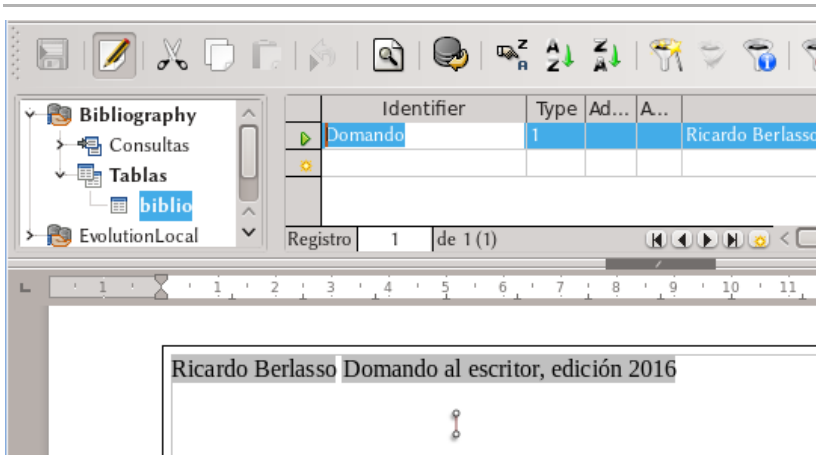 Identifier Type Ad... A...
Bibliography
Domando 1 Ricardo Berlasso
Consultas
Tablas
biblio
EvolutionLocal
Registro 1 de 1 (1)
1 1 2 3 4 5 6 7 8 9 10 11
Ricardo Berlasso Domando al escritor, edición 2016